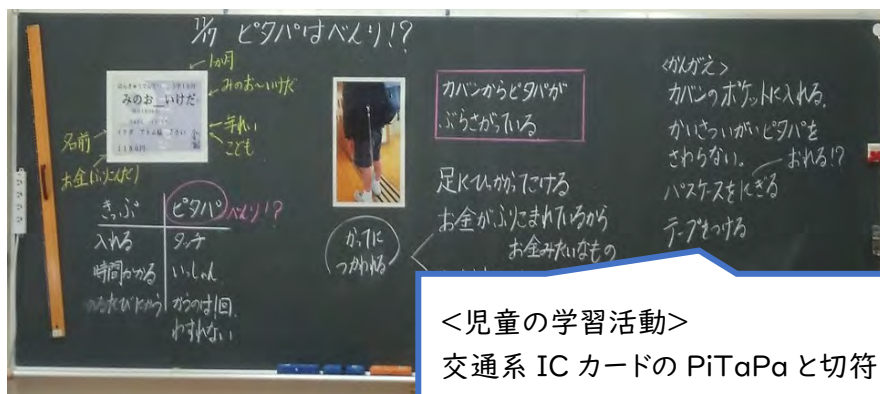 11/17 ピタパはべんり!?
1か月
みのお～いけだ
みのお いけだ
年れい
こども
名前
お金(ふりこんだ)
きっぷ
ピタパ べんり!?
入れる
タッチ
時間かかる
いっしゅん
のるたびにかう
かうのは1回
わすれない
かってに
つかわれる
カバンからピタパが
ぶらさがっている
足にひっかかってこける
お金がふりこまれているから
お金みたいなもの
<かんがえ>
カバンのポケットに入れる。
かいさついがいピタパを
さわらない。
おれる!?
パスケースをにぎる
テープをつける
<児童の学習活動>
交通系 IC カードの PiTaPa と切符